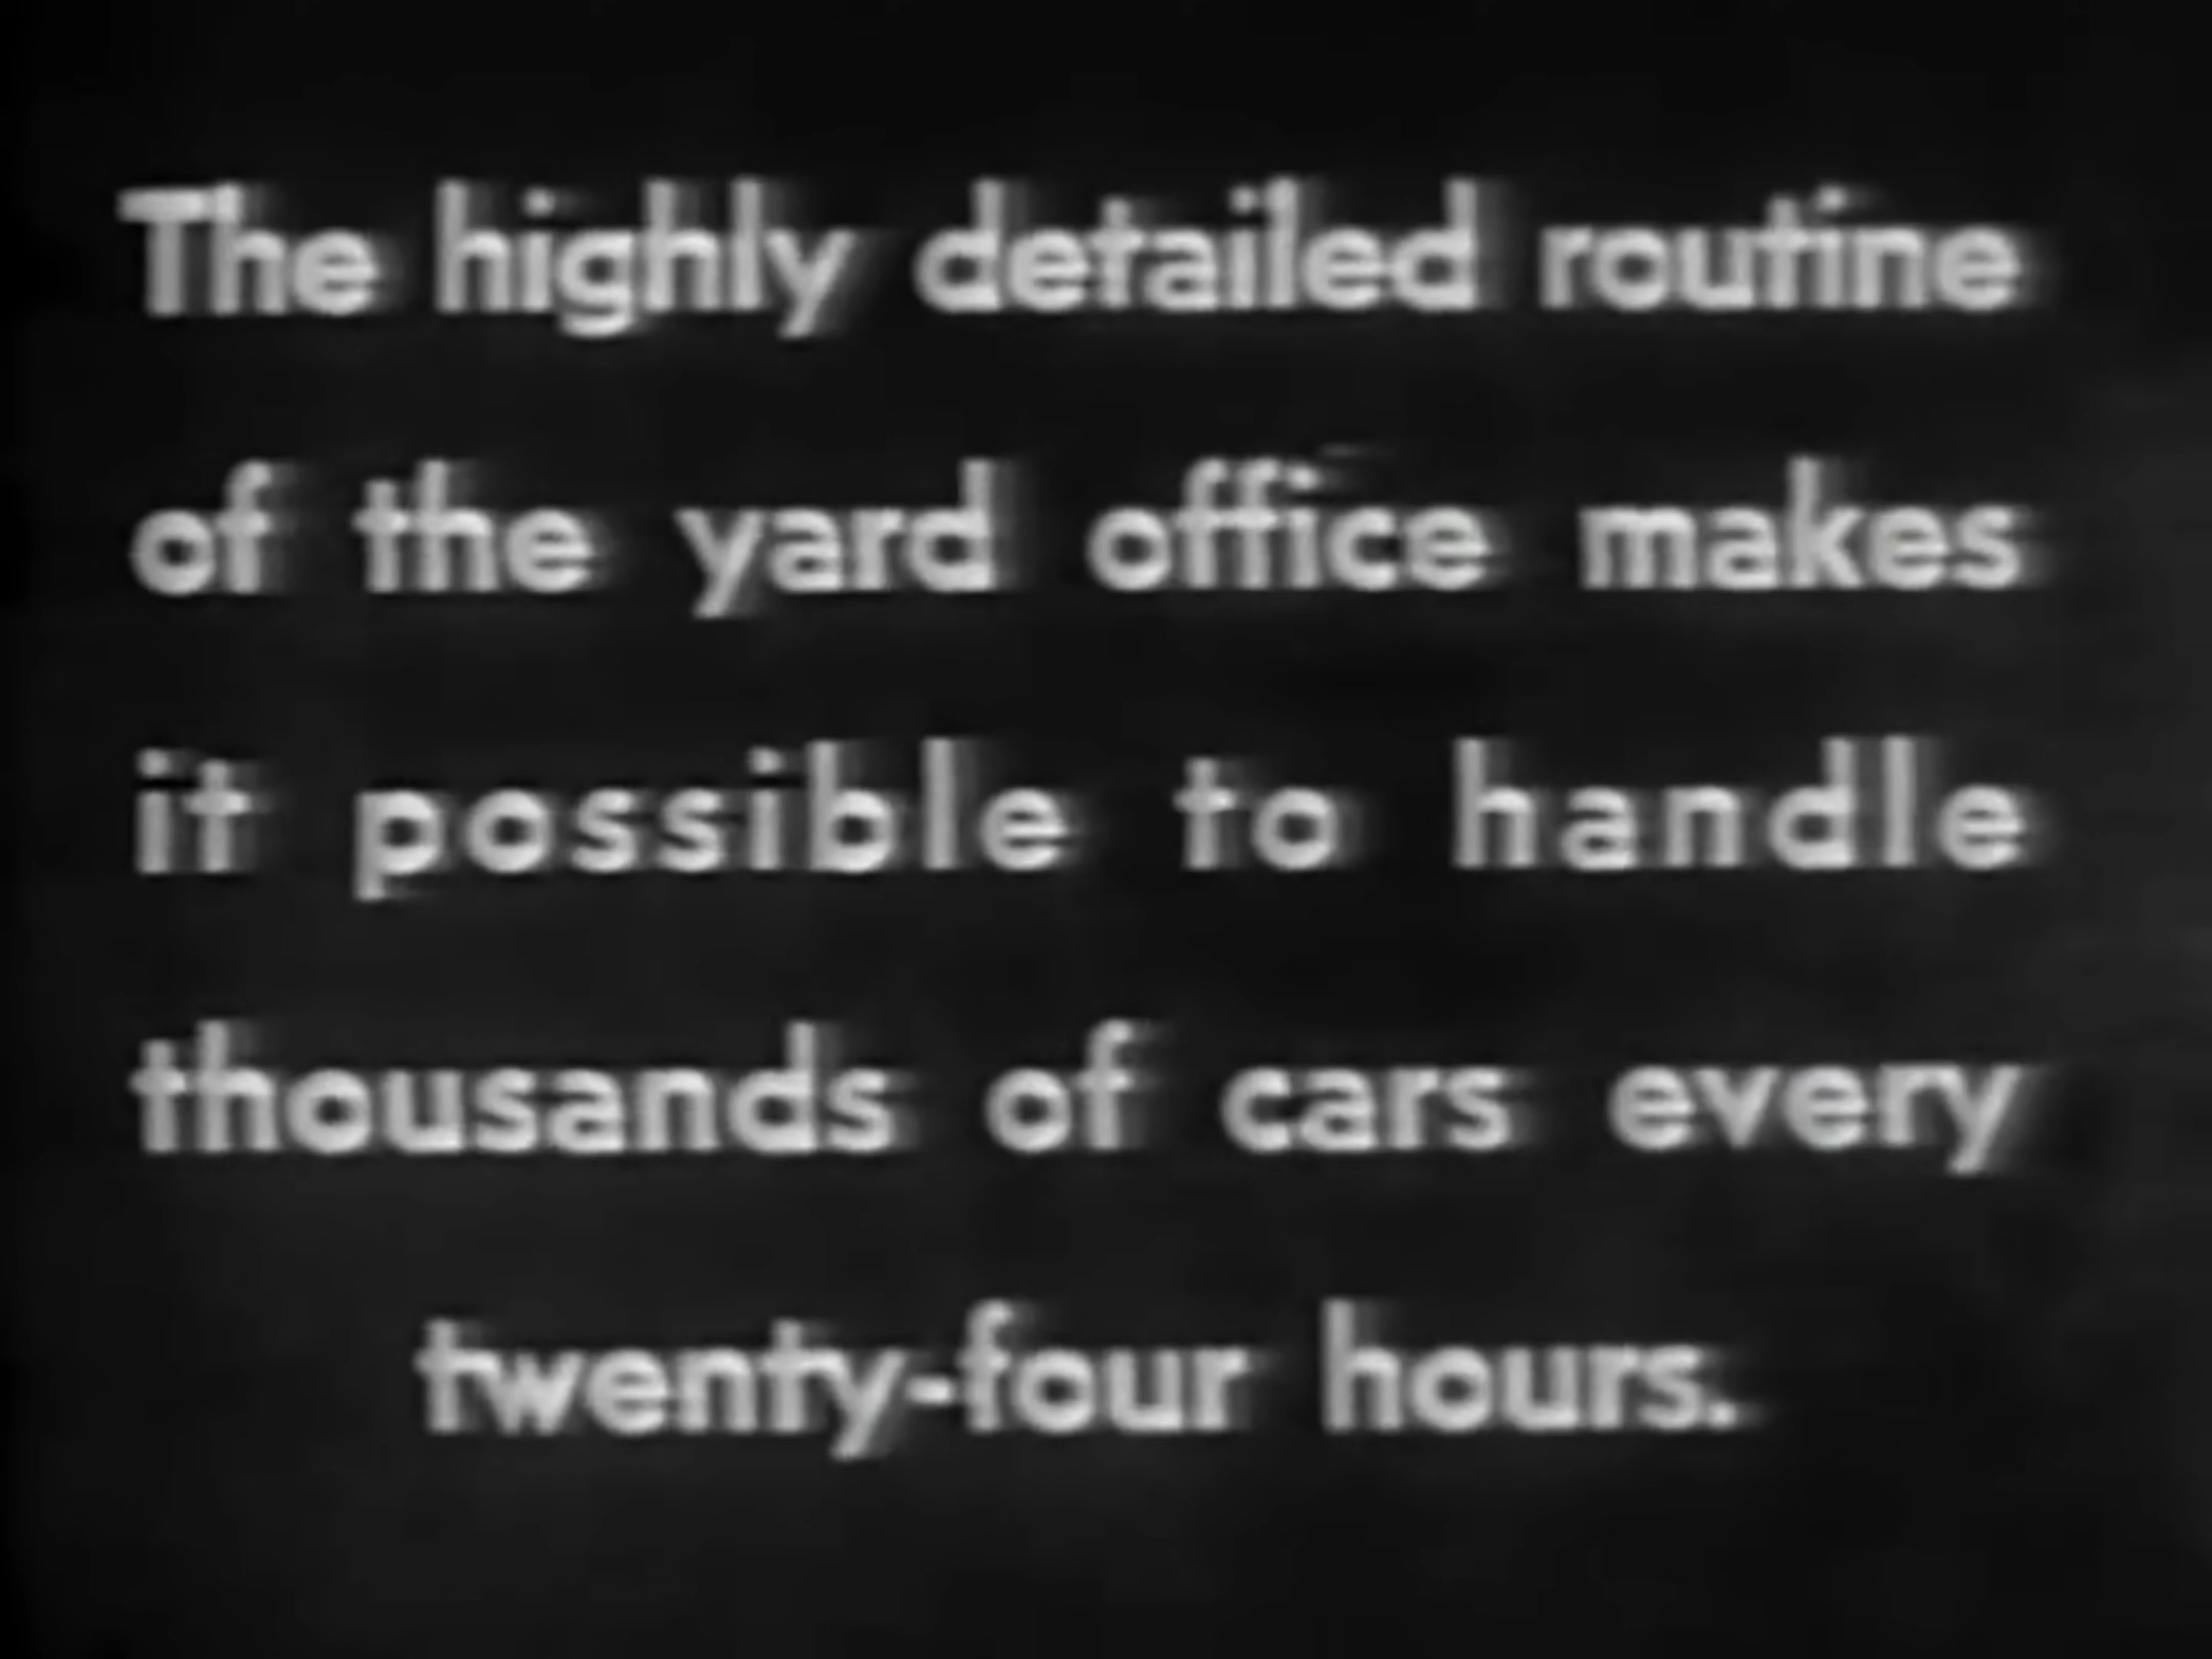 The highly detailed routine
of the yard office makes
it possible to handle
thousands of cars every
twenty-four hours.